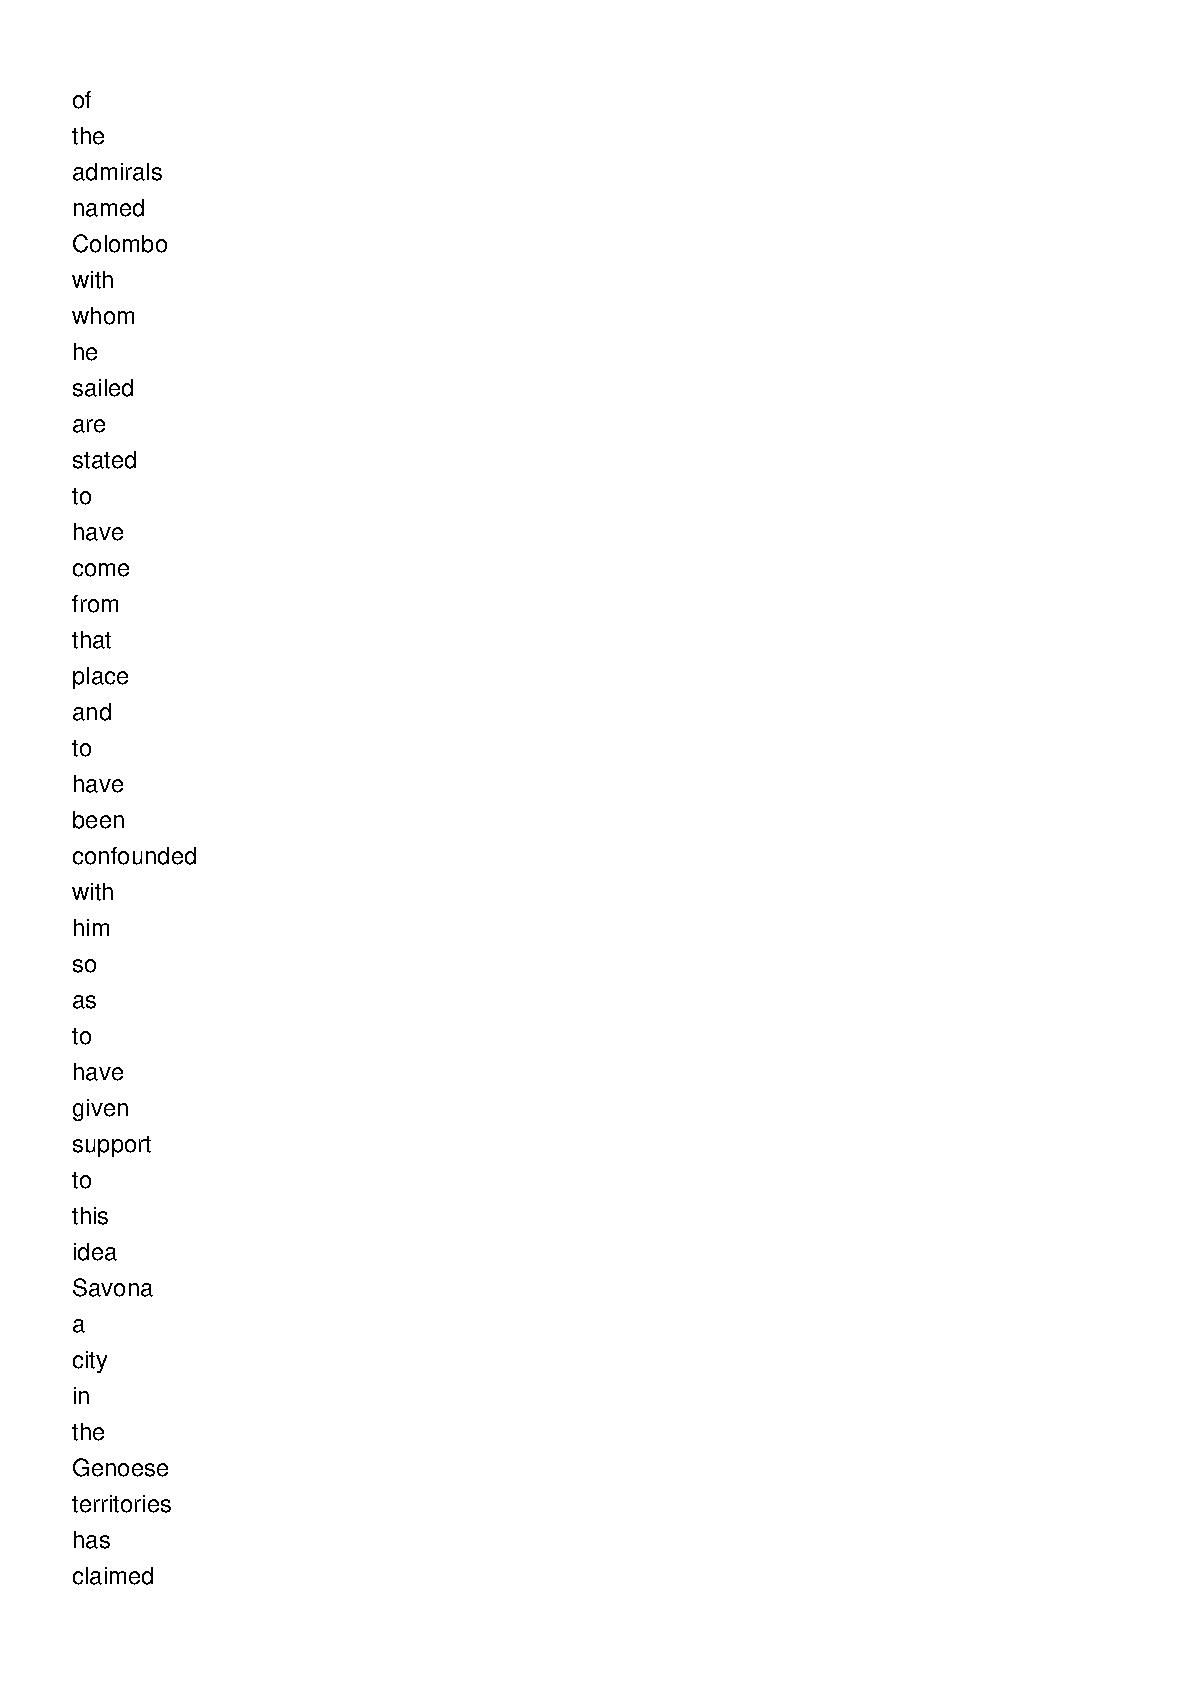 of
the
admirals
named
Colombo
with
whom
he
sailed
are
stated
to
have
come
from
that
place
and
to
have
been
confounded
with
him
so
as
to
have
given
support
to
this
idea
Savona
a
city
in
the
Genoese
territories
has
claimed